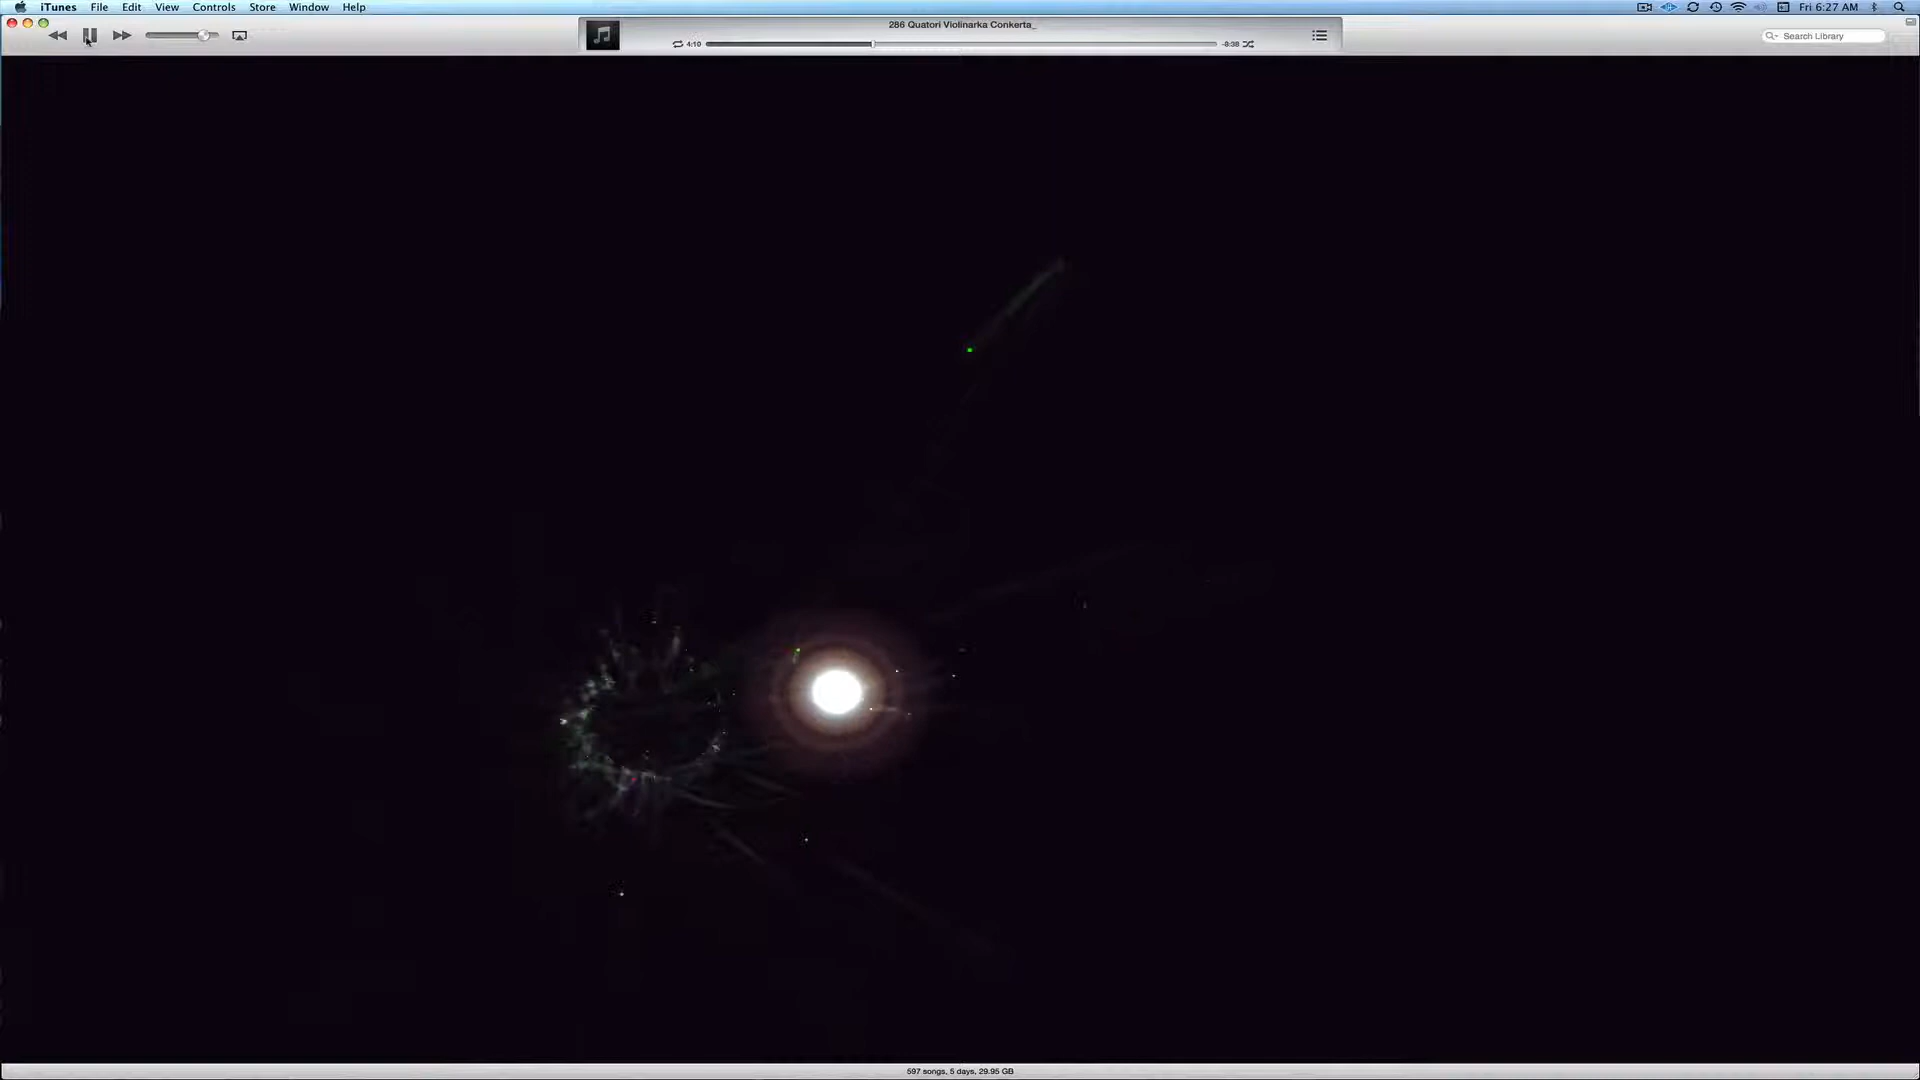 iTunes File Edit View Controls Store Window Help
Fri 6:27 AM
286 Quatori Violinarka Conkerta_
4:10
-8:38
Search Library
597 songs, 5 days, 29.95 GB